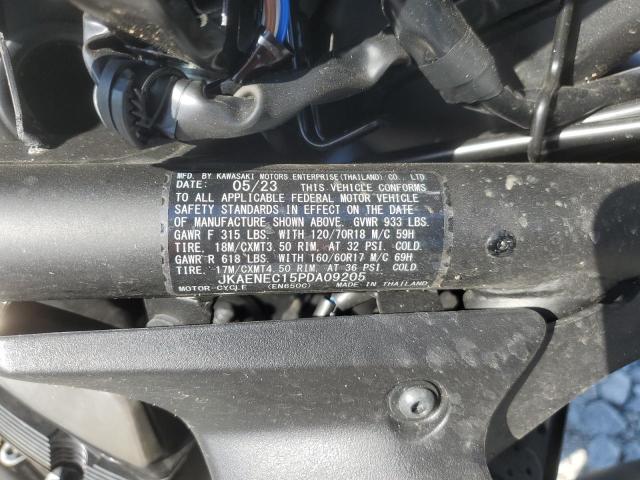 MFD. BY KAWASAKI MOTORS ENTERPRISE(THAILAND) CO., LTD
DATE: 05/23 THIS VEHICLE CONFORMS
TO ALL APPLICABLE FEDERAL MOTOR VEHICLE
SAFETY STANDARDS IN EFFECT ON THE DATE
OF MANUFACTURE SHOWN ABOVE. GVWR 933 LBS.
GAWR F 315 LBS. WITH 120/70R18 M/C 59H
TIRE. 18M/CXMT3.50 RIM. AT 32 PSI. COLD.
GAWR R 618 LBS. WITH 160/60R17 M/C 69H
TIRE. 17M/CXMT4.50 RIM. AT 36 PSI. COLD.
JKAENEC15PDA09205
MOTOR-CYCLE (EN650C) MADE-IN THAILAND